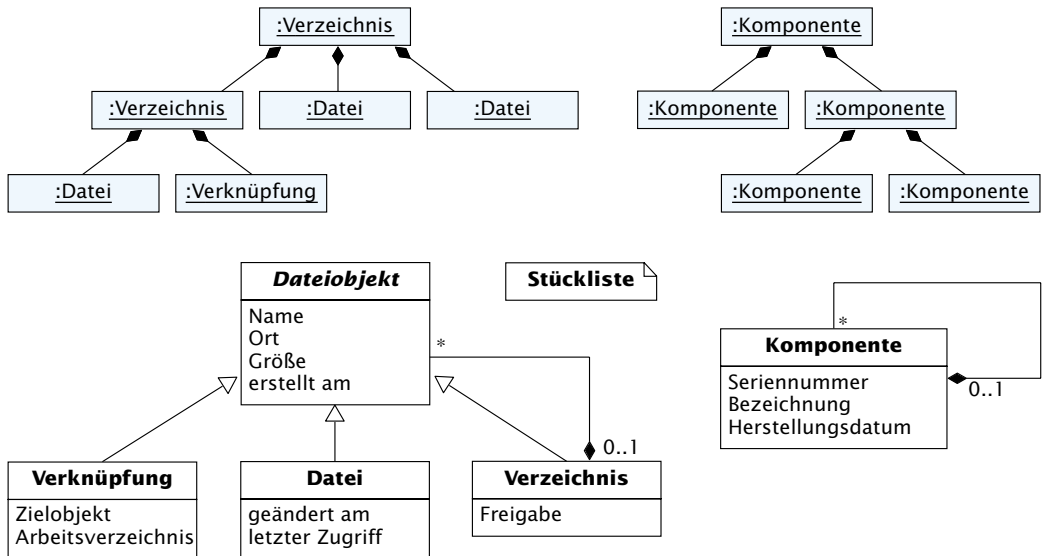 :Verzeichnis
:Komponente
:Verzeichnis
:Datei
:Datei
:Komponente
:Komponente
:Datei
:Verknüpfung
:Komponente
:Komponente
Dateiobjekt
Name
Ort
Größe
erstellt am
*
0..1
Stückliste
Verknüpfung
Zielobjekt
Arbeitsverzeichnis
Datei
geändert am
letzter Zugriff
Verzeichnis
Freigabe
*
Komponente
Seriennummer
Bezeichnung
Herstellungsdatum
0..1